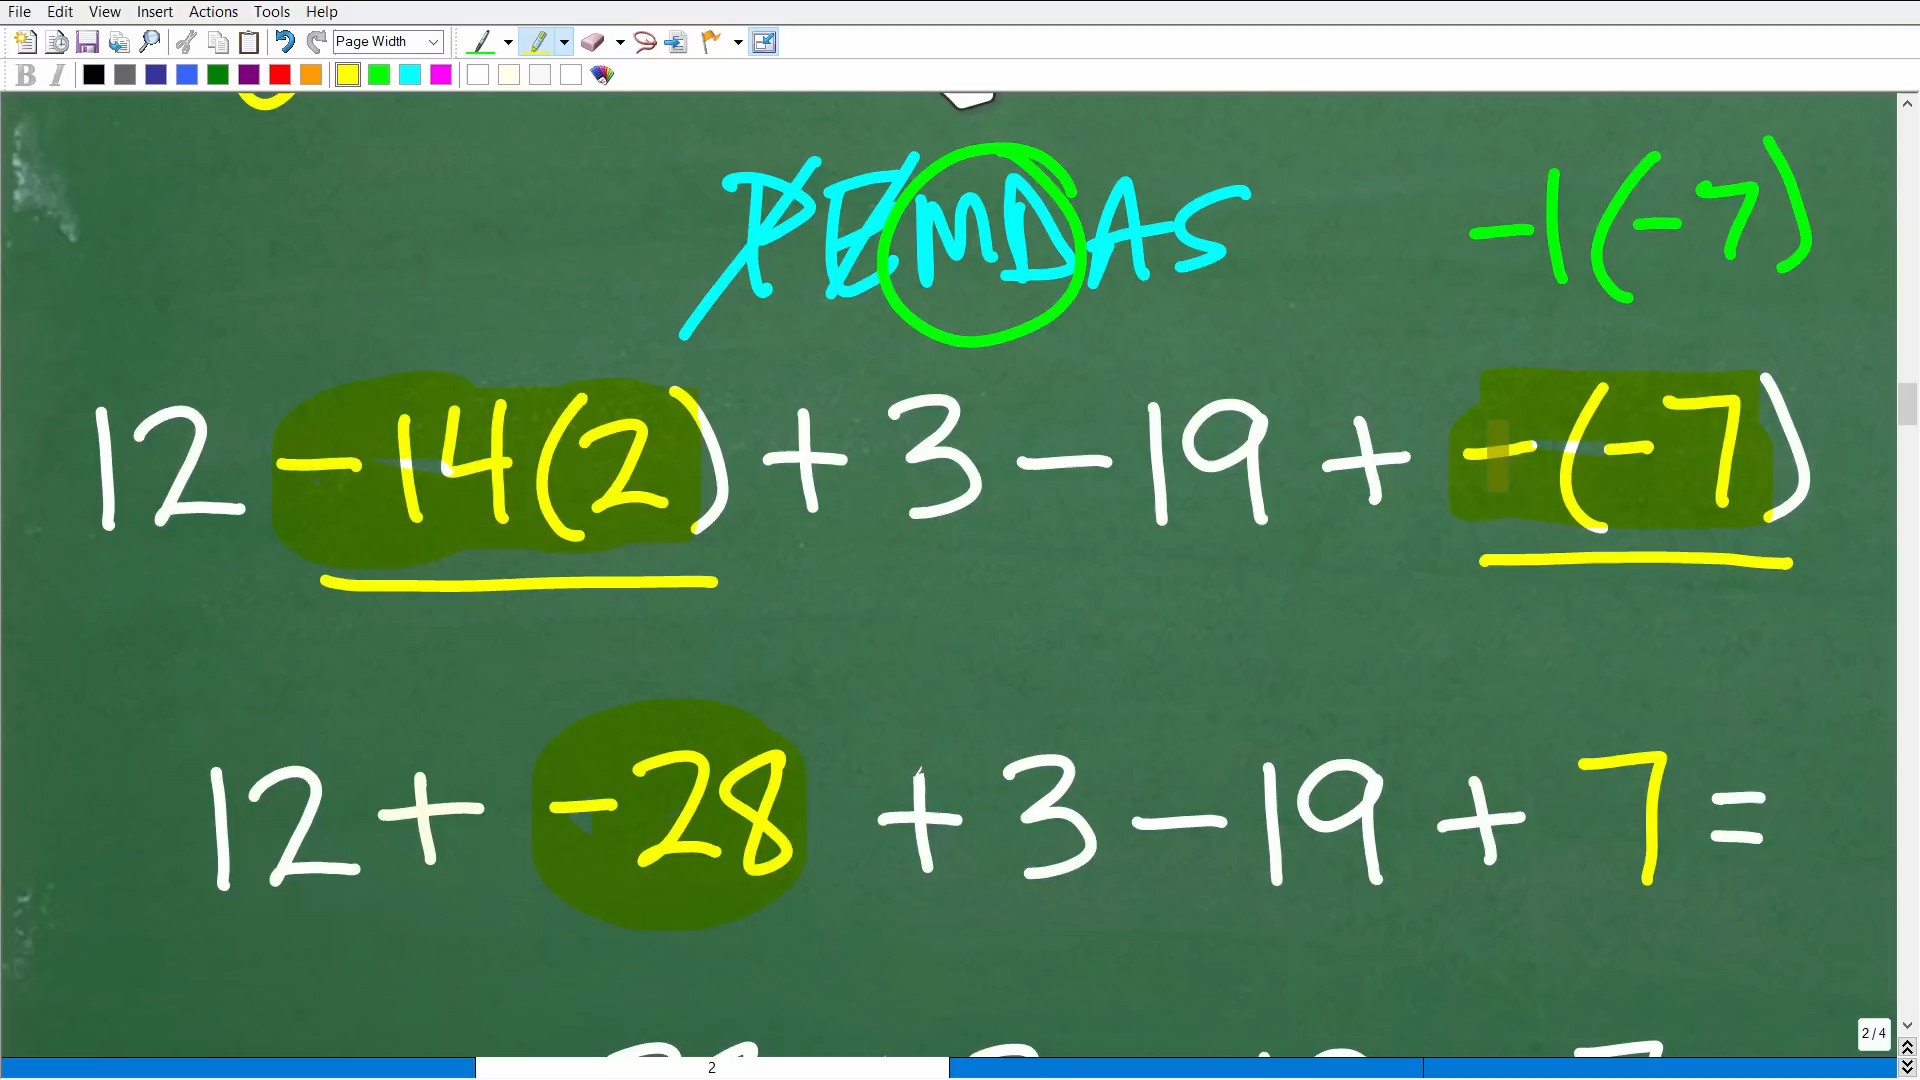 File Edit View Insert Actions Tools Help
Page Width
B I
PEMDAS
-1(-7)
12 -14(2) + 3 - 19 + -(-7)
12 + -28 + 3 - 19 + 7 =
2/4
2